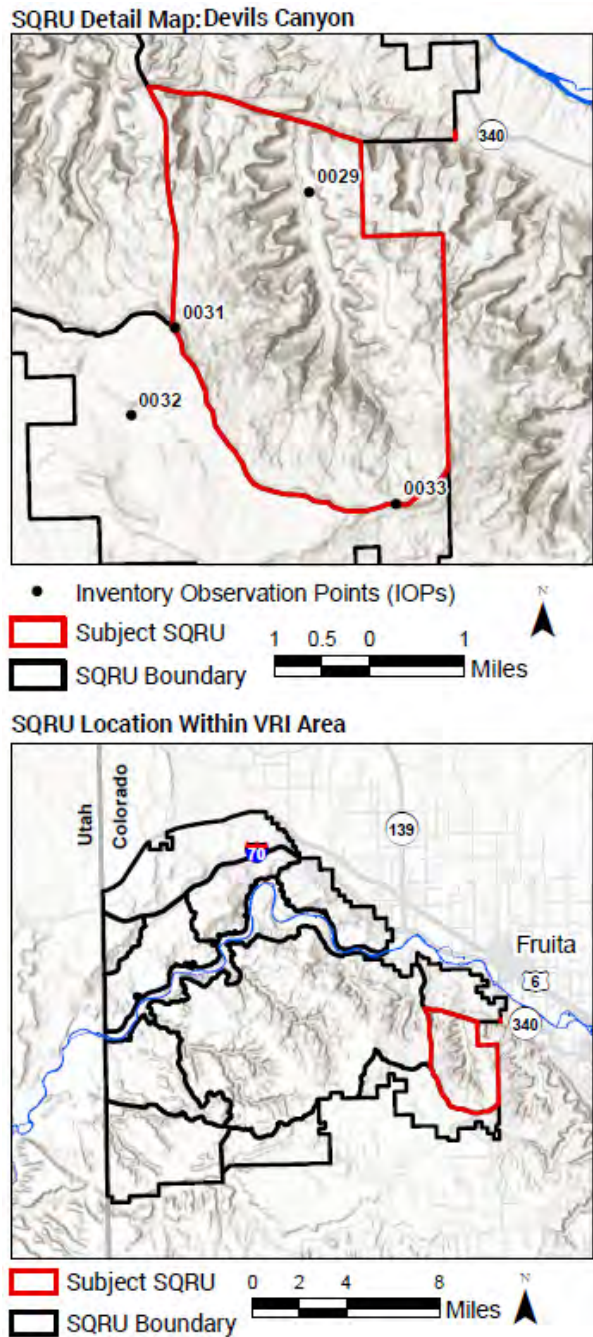 SQRU Detail Map: Devils Canyon
340
0029
0031
0032
0033
Inventory Observation Points (IOPs)
Subject SQRU
SQRU Boundary
1 0.5 0 1
Miles
N
SQRU Location Within VRI Area
Utah
Colorado
139
70
Fruita
6
340
Subject SQRU
SQRU Boundary
0 2 4 8
Miles
N